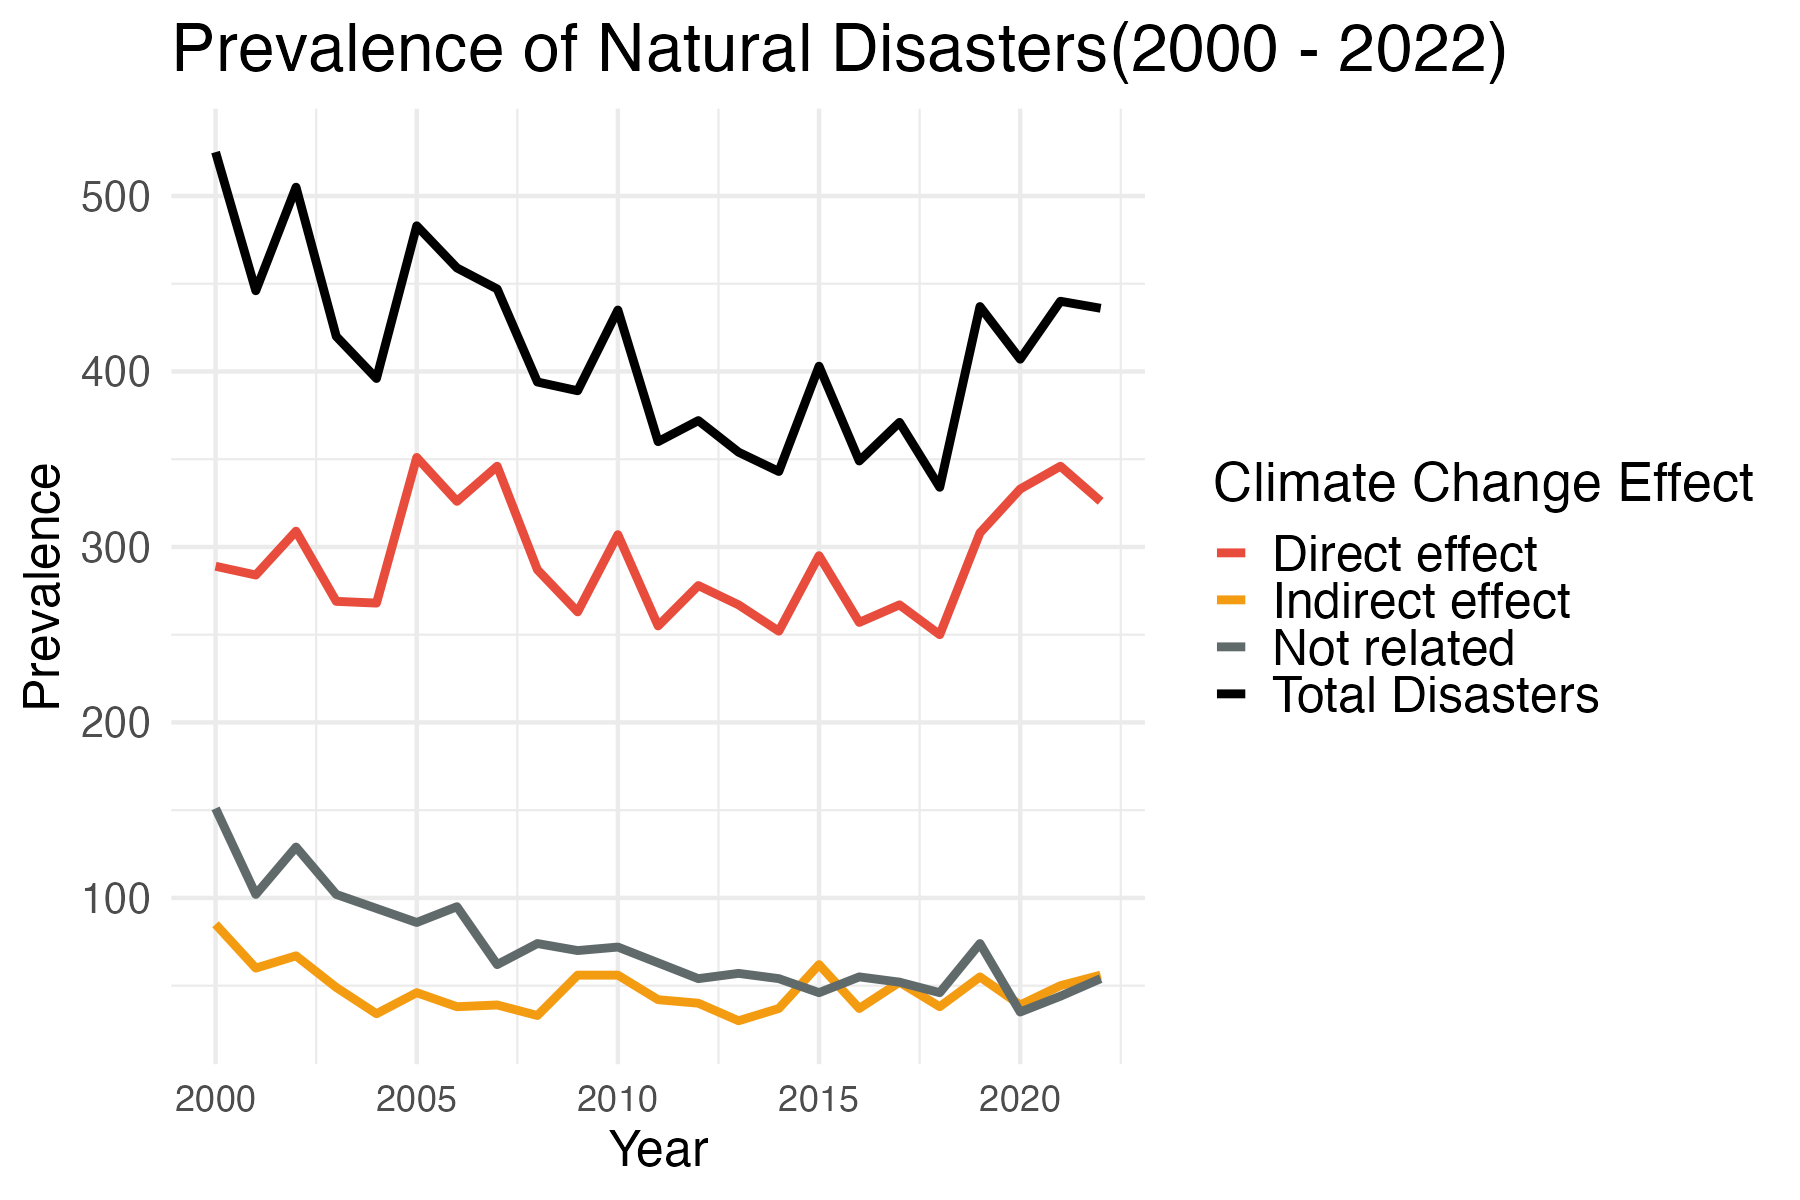 Prevalence of Natural Disasters(2000 - 2022)
500
400
300
200
100
Prevalence
2000 2005 2010 2015 2020
Year
Climate Change Effect
Direct effect
Indirect effect
Not related
Total Disasters